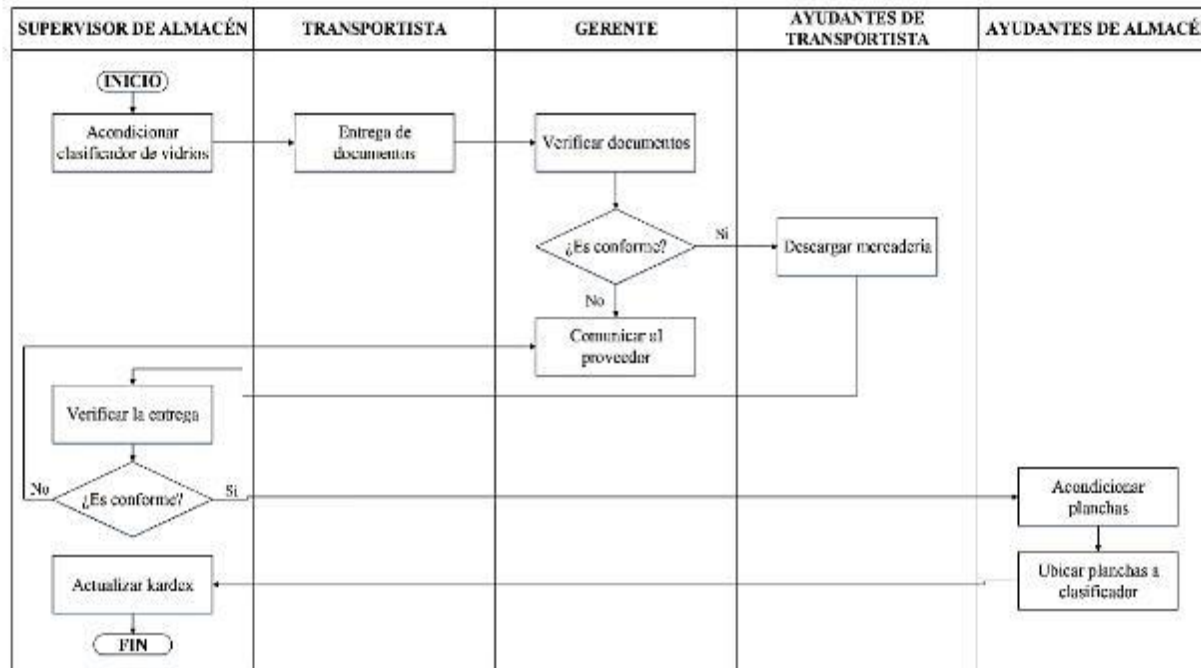 SUPERVISOR DE ALMACÉN
TRANSPORTISTA
GERENTE
AYUDANTES DE
TRANSPORTISTA
AYUDANTES DE ALMACÉ
INICIO
Acondicionar
clasificador de vidrios
Entrega de
documentos
Verificar documentos
¿Es conforme?
Si
Descargar mercadería
No
Comunicar al
proveedor
Verificar la entrega
No
¿Es conforme?
Si
Acondicionar
planchas
Actualizar kardex
Ubicar planchas a
clasificador
FIN